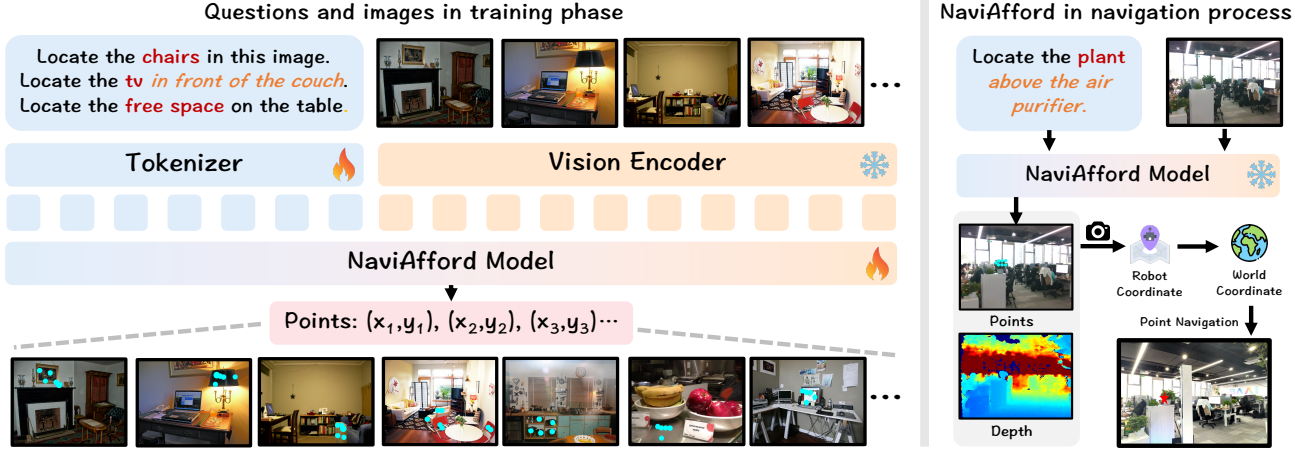 Questions and images in training phase
Locate the chairs in this image.
Locate the tv in front of the couch.
Locate the free space on the table.
...
Tokenizer
Vision Encoder
NaviAfford Model
Points: (x₁,y₁), (x₂,y₂), (x₃,y₃)...
...
NaviAfford in navigation process
Locate the plant
above the air
purifier.
NaviAfford Model
Points
Depth
Robot
Coordinate
World
Coordinate
Point Navigation